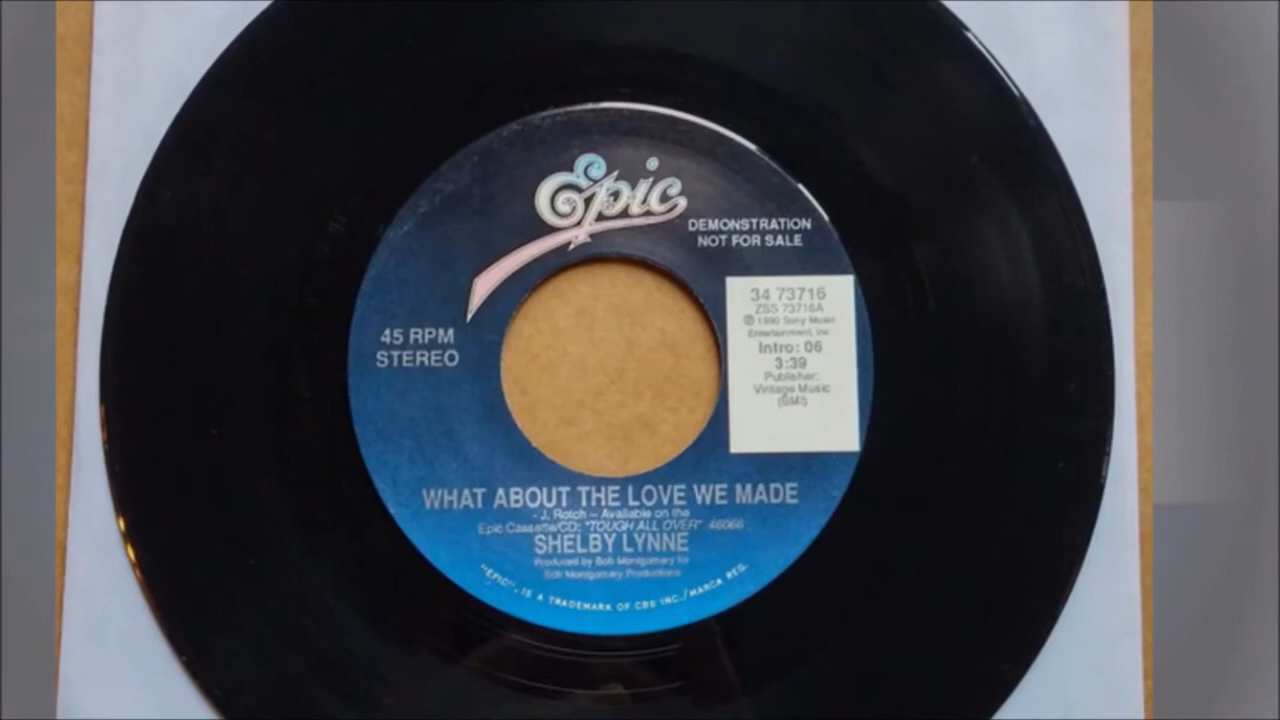 Epic
DEMONSTRATION
NOT FOR SALE
34 73716
ZSS 73716A
℗ 1990 Sony Music
Entertainment, Inc
Intro: 06
3:39
Publisher:
Vintage Music
(BMI)
45 RPM
STEREO
WHAT ABOUT THE LOVE WE MADE
- J. Rotch – Available on the
Epic Cassette/CD: "TOUGH ALL OVER" 46066
SHELBY LYNNE
Produced by Bob Montgomery for
Bob Montgomery Productions
"EPIC", IS A TRADEMARK OF CBS INC./MARCA REG.